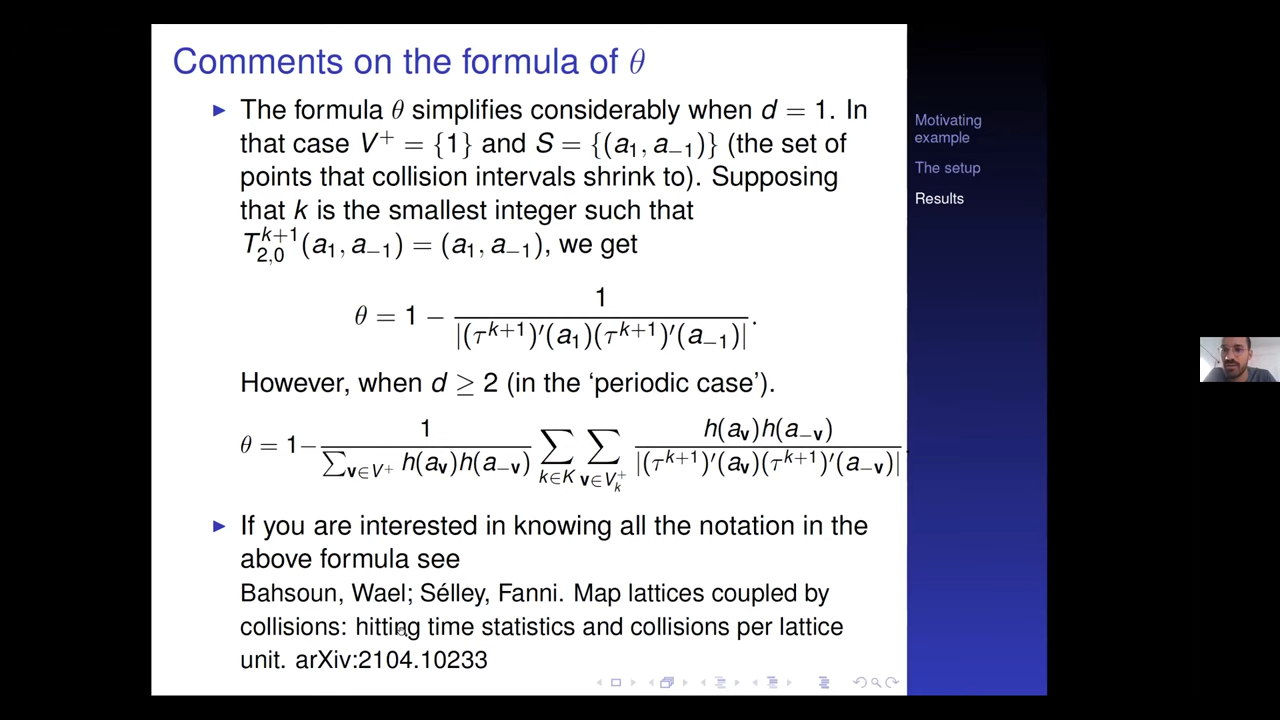 Comments on the formula of θ
▶ The formula θ simplifies considerably when d = 1. In
that case V⁺ = {1} and S = {(a₁, a₋₁)} (the set of
points that collision intervals shrink to). Supposing
that k is the smallest integer such that
T₂,₀^{k+1}(a₁, a₋₁) = (a₁, a₋₁), we get
θ = 1 − 1 / |(τ^{k+1})′(a₁)(τ^{k+1})′(a₋₁)|.
However, when d ≥ 2 (in the ‘periodic case’).
θ = 1− 1 / ∑_{v∈V⁺} h(a_v)h(a_{−v}) ∑_{k∈K} ∑_{v∈V_k⁺} h(a_v)h(a_{−v}) / |(τ^{k+1})′(a_v)(τ^{k+1})′(a_{−v})|.
▶ If you are interested in knowing all the notation in the
above formula see
Bahsoun, Wael; Sélley, Fanni. Map lattices coupled by
collisions: hitting time statistics and collisions per lattice
unit. arXiv:2104.10233
Motivating
example
The setup
Results